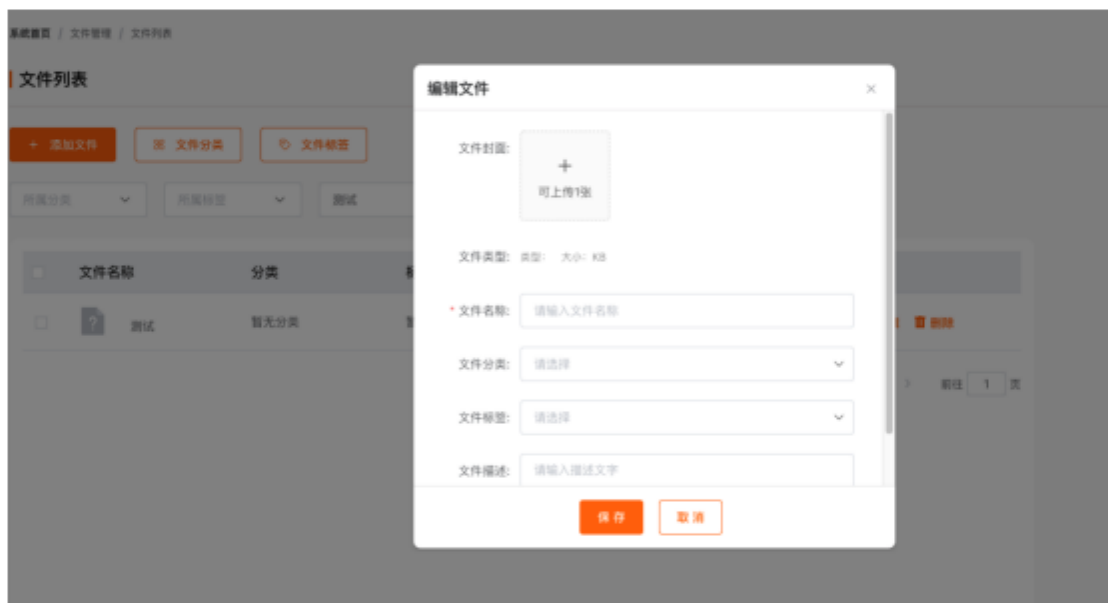 系统首页 / 文件管理 / 文件列表
文件列表
+ 添加文件 文件分类 文件标签
所属分类 所属标签 测试
文件名称 分类
测试 暂无分类 删除
前往 1 页
编辑文件 ×
文件封面:
+
可上传1张
文件类型: 类型: 大小: KB
* 文件名称: 请输入文件名称
文件分类: 请选择
文件标签: 请选择
文件描述: 请输入描述文字
保存 取消